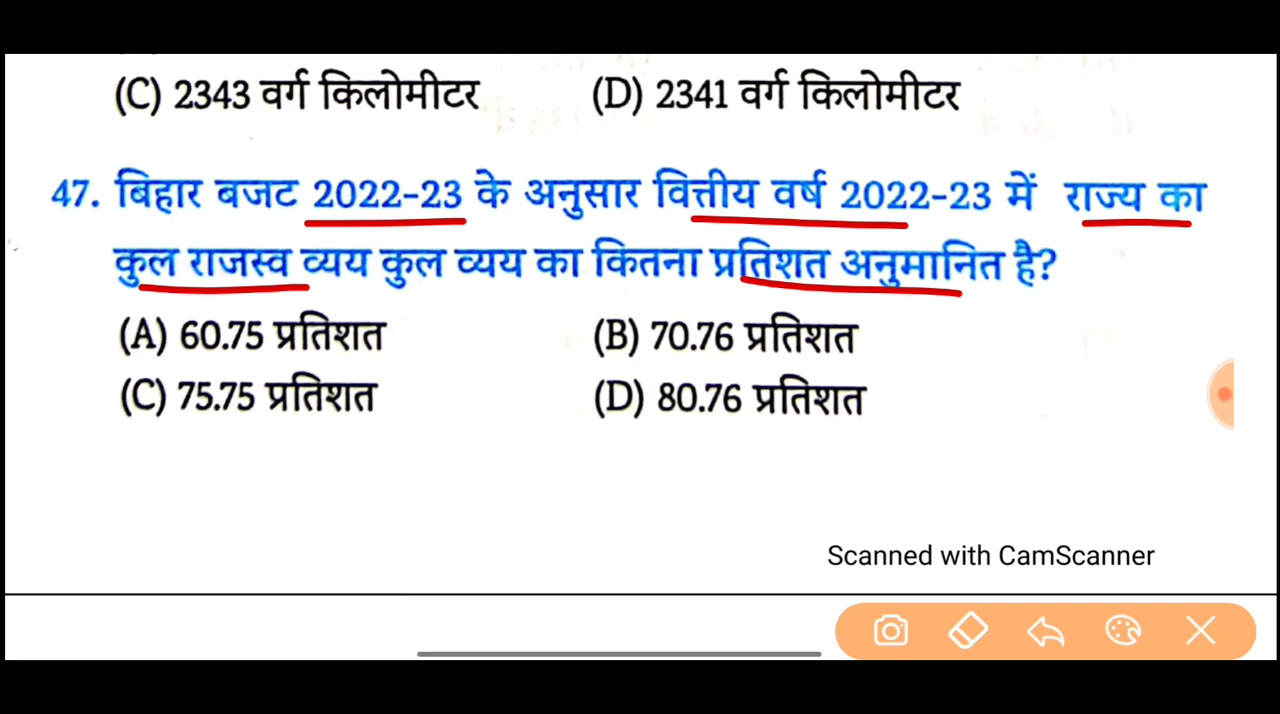 (C) 2343 वर्ग किलोमीटर (D) 2341 वर्ग किलोमीटर
47. बिहार बजट 2022-23 के अनुसार वित्तीय वर्ष 2022-23 में राज्य का
कुल राजस्व व्यय कुल व्यय का कितना प्रतिशत अनुमानित है?
(A) 60.75 प्रतिशत (B) 70.76 प्रतिशत
(C) 75.75 प्रतिशत (D) 80.76 प्रतिशत
Scanned with CamScanner